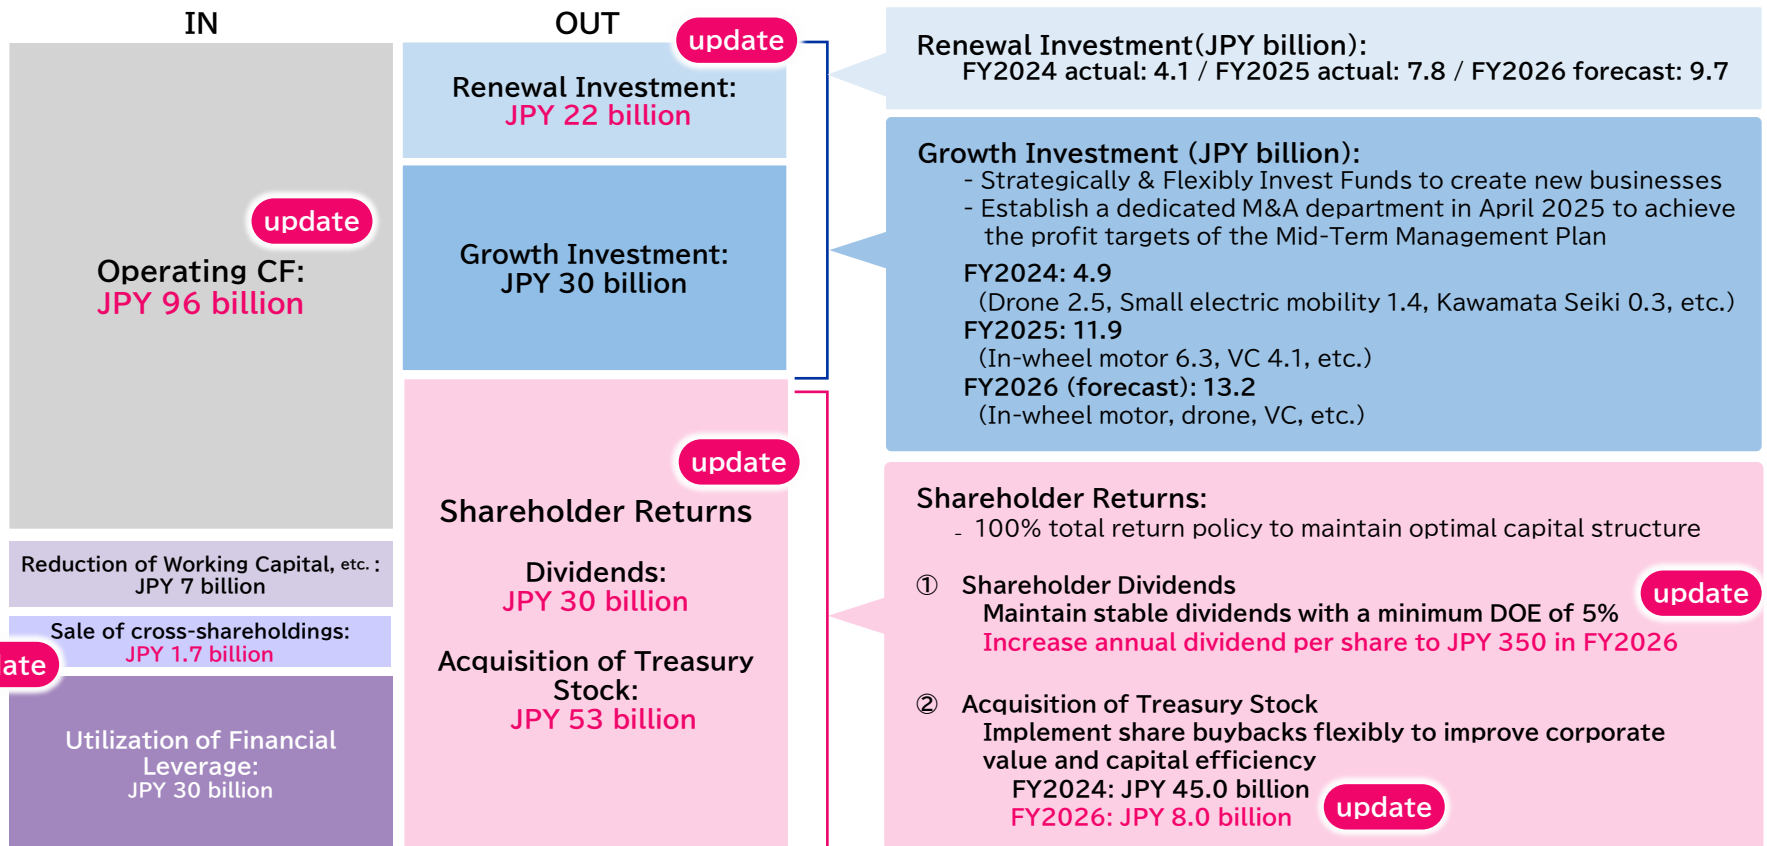 IN
update
Operating CF:
JPY 96 billion
Reduction of Working Capital, etc. :
JPY 7 billion
Sale of cross-shareholdings:
JPY 1.7 billion
Utilization of Financial
Leverage:
JPY 30 billion
OUT
update
Renewal Investment:
JPY 22 billion
Growth Investment:
JPY 30 billion
update
Shareholder Returns
Dividends:
JPY 30 billion
Acquisition of Treasury
Stock:
JPY 53 billion
Renewal Investment(JPY billion):
FY2024 actual: 4.1 / FY2025 actual: 7.8 / FY2026 forecast: 9.7
Growth Investment (JPY billion):
- Strategically & Flexibly Invest Funds to create new businesses
- Establish a dedicated M&A department in April 2025 to achieve
the profit targets of the Mid-Term Management Plan
FY2024: 4.9
(Drone 2.5, Small electric mobility 1.4, Kawamata Seiki 0.3, etc.)
FY2025: 11.9
(In-wheel motor 6.3, VC 4.1, etc.)
FY2026 (forecast): 13.2
(In-wheel motor, drone, VC, etc.)
Shareholder Returns:
- 100% total return policy to maintain optimal capital structure
① Shareholder Dividends
update
Maintain stable dividends with a minimum DOE of 5%
Increase annual dividend per share to JPY 350 in FY2026
② Acquisition of Treasury Stock
Implement share buybacks flexibly to improve corporate
value and capital efficiency
FY2024: JPY 45.0 billion
FY2026: JPY 8.0 billion
update